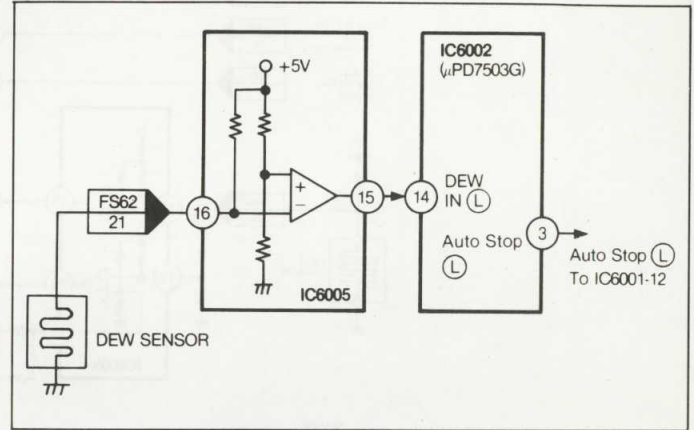 +5V
IC6002
(μPD7503G)
FS62
21
16
+
−
15
14
DEW
IN Ⓛ
Auto Stop
Ⓛ
3
Auto Stop Ⓛ
To IC6001-12
IC6005
DEW SENSOR